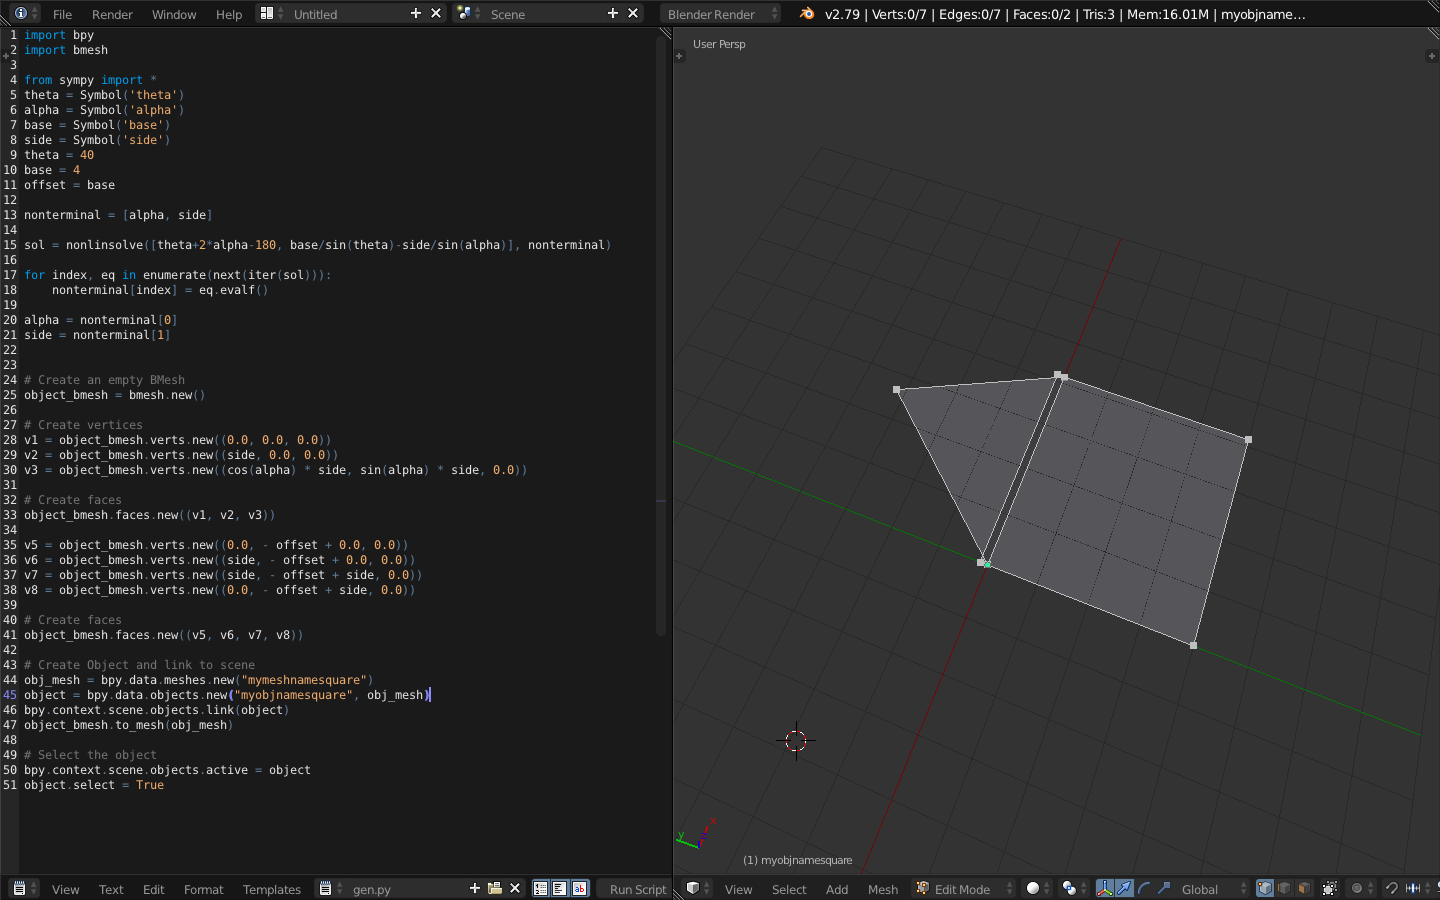 File Render Window Help Untitled Scene Blender Render v2.79 | Verts:0/7 | Edges:0/7 | Faces:0/2 | Tris:3 | Mem:16.01M | myobjname...
1 import bpy
2 import bmesh
3
4 from sympy import *
5 theta = Symbol('theta')
6 alpha = Symbol('alpha')
7 base = Symbol('base')
8 side = Symbol('side')
9 theta = 40
10 base = 4
11 offset = base
12
13 nonterminal = [alpha, side]
14
15 sol = nonlinsolve([theta+2*alpha-180, base/sin(theta)-side/sin(alpha)], nonterminal)
16
17 for index, eq in enumerate(next(iter(sol))):
18     nonterminal[index] = eq.evalf()
19
20 alpha = nonterminal[0]
21 side = nonterminal[1]
22
23
24 # Create an empty BMesh
25 object_bmesh = bmesh.new()
26
27 # Create vertices
28 v1 = object_bmesh.verts.new((0.0, 0.0, 0.0))
29 v2 = object_bmesh.verts.new((side, 0.0, 0.0))
30 v3 = object_bmesh.verts.new((cos(alpha) * side, sin(alpha) * side, 0.0))
31
32 # Create faces
33 object_bmesh.faces.new((v1, v2, v3))
34
35 v5 = object_bmesh.verts.new((0.0, - offset + 0.0, 0.0))
36 v6 = object_bmesh.verts.new((side, - offset + 0.0, 0.0))
37 v7 = object_bmesh.verts.new((side, - offset + side, 0.0))
38 v8 = object_bmesh.verts.new((0.0, - offset + side, 0.0))
39
40 # Create faces
41 object_bmesh.faces.new((v5, v6, v7, v8))
42
43 # Create Object and link to scene
44 obj_mesh = bpy.data.meshes.new("mymeshnamesquare")
45 object = bpy.data.objects.new("myobjnamesquare", obj_mesh)
46 bpy.context.scene.objects.link(object)
47 object_bmesh.to_mesh(obj_mesh)
48
49 # Select the object
50 bpy.context.scene.objects.active = object
51 object.select = True
User Persp
x
y
(1) myobjnamesquare
View Text Edit Format Templates gen.py Run Script
View Select Add Mesh Edit Mode Global